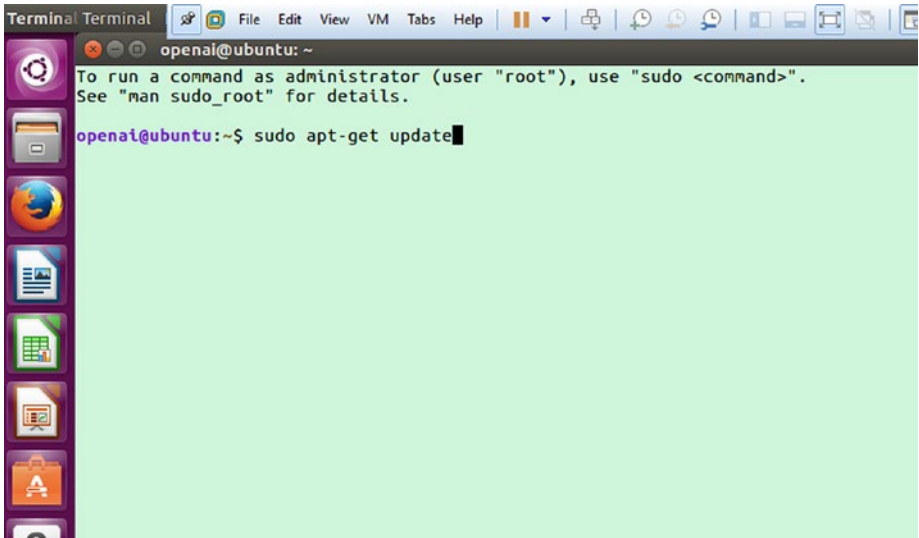 Terminal Terminal File Edit View VM Tabs Help
openai@ubuntu: ~
To run a command as administrator (user "root"), use "sudo <command>".
See "man sudo_root" for details.
openai@ubuntu:~$ sudo apt-get update